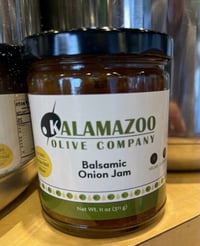 KALAMAZOO
OLIVE COMPANY
Balsamic
Onion Jam
Net Wt. 11 oz (311 g)